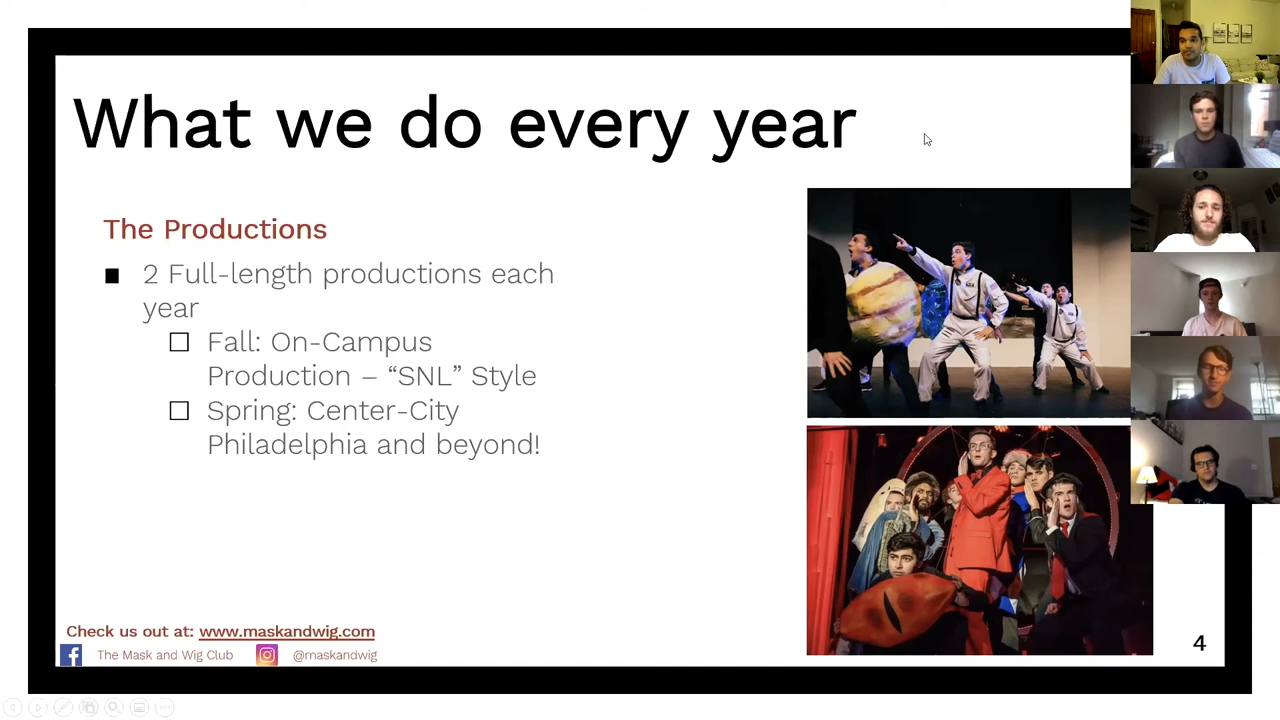 What we do every year
The Productions
2 Full-length productions each
year
Fall: On-Campus
Production – “SNL” Style
Spring: Center-City
Philadelphia and beyond!
Check us out at: www.maskandwig.com
The Mask and Wig Club @maskandwig
4